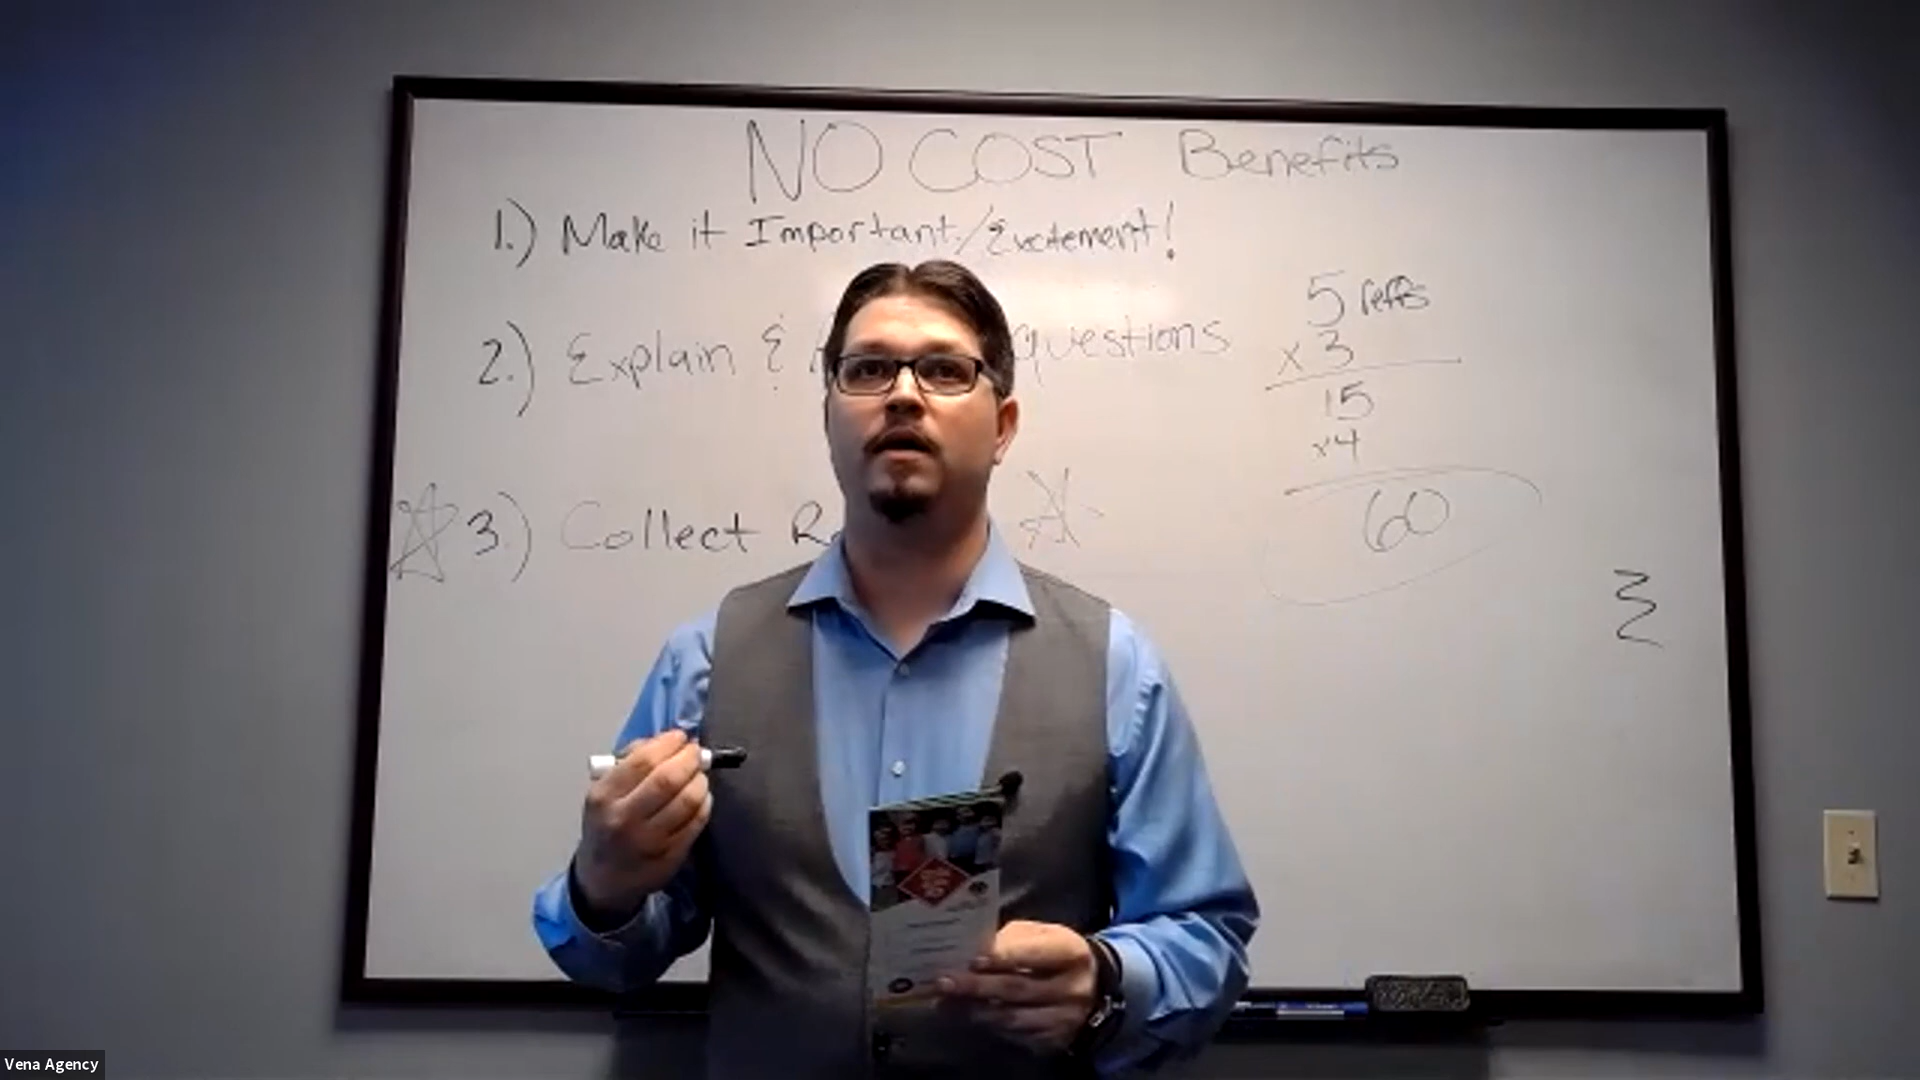 NO COST Benefits
1.) Make it Important/Excitement!
2.) Explain & questions
3.) Collect
5 reffs
x 3
15
x4
60
Vena Agency